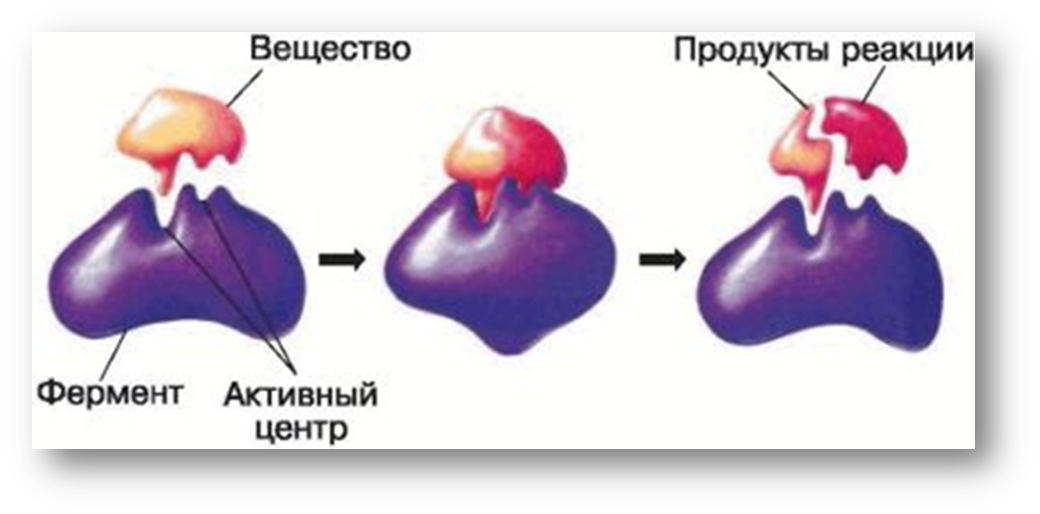 Вещество
Продукты реакции
Фермент
Активный
центр